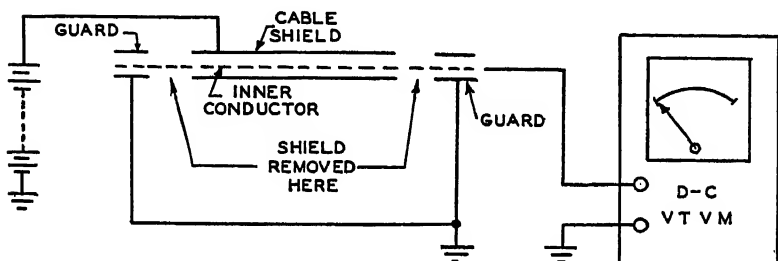 GUARD
CABLE
SHIELD
INNER
CONDUCTOR
SHIELD
REMOVED
HERE
GUARD
D-C
VTVM